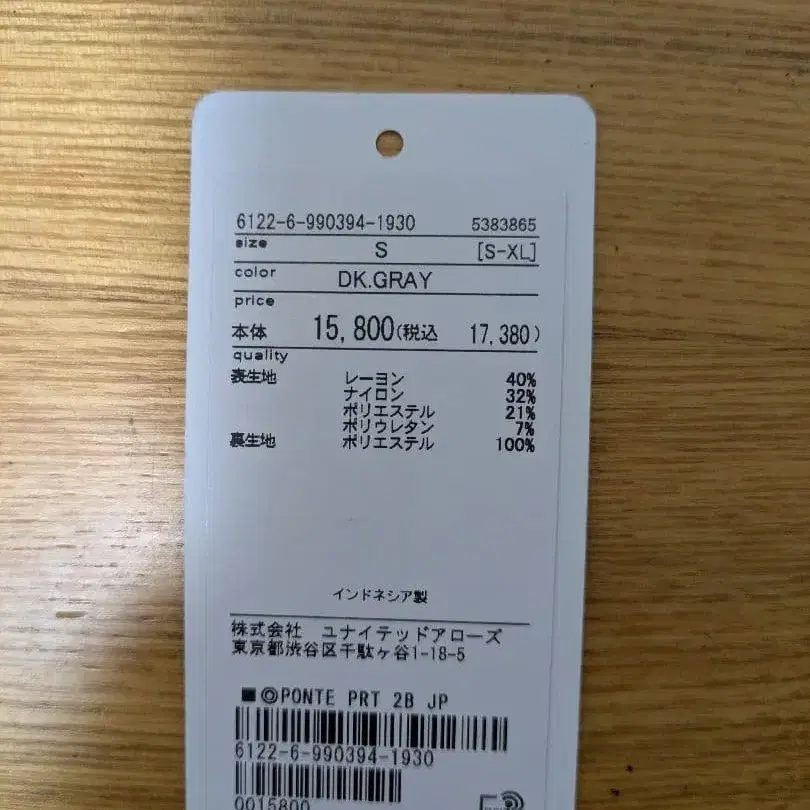 6122-6-990394-1930 5383865
size S [S-XL]
color DK.GRAY
price
本体 15,800(税込 17,380)
quality
表生地 レーヨン 40%
ナイロン 32%
ポリエステル 21%
ポリウレタン 7%
裏生地 ポリエステル 100%
インドネシア製
株式会社 ユナイテッドアローズ
東京都渋谷区千駄ヶ谷1-18-5
■◎PONTE PRT 2B JP
6122-6-990394-1930
0015800